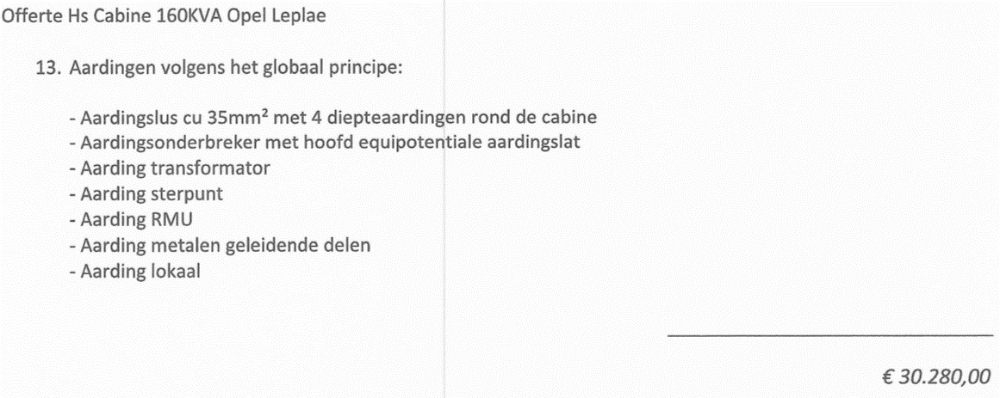 Offerte Hs Cabine 160KVA Opel Leplae
13. Aardingen volgens het globaal principe:
- Aardingslus cu 35mm² met 4 diepteaardingen rond de cabine
- Aardingsonderbreker met hoofd equipotentiale aardingslat
- Aarding transformator
- Aarding sterpunt
- Aarding RMU
- Aarding metalen geleidende delen
- Aarding lokaal
€ 30.280,00